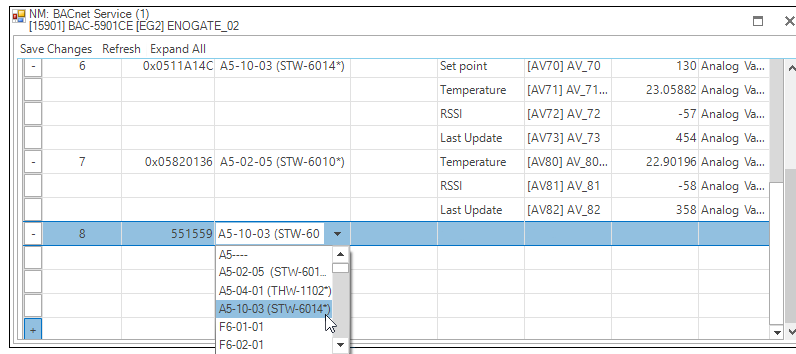 NM: BACnet Service (1)
[15901] BAC-5901CE [EG2] ENOGATE_02
Save Changes Refresh Expand All
- 6 0x0511A14C A5-10-03 (STW-6014*) Set point [AV70] AV_70 130 Analog Va...
Temperature [AV71] AV_71... 23.05882 Analog Va...
RSSI [AV72] AV_72 -57 Analog Va...
Last Update [AV73] AV_73 454 Analog Va...
- 7 0x05820136 A5-02-05 (STW-6010*) Temperature [AV80] AV_80... 22.90196 Analog Va...
RSSI [AV81] AV_81 -58 Analog Va...
Last Update [AV82] AV_82 358 Analog Va...
- 8 551559 A5-10-03 (STW-60
A5----
A5-02-05 (STW-601...
A5-04-01 (THW-1102*)
A5-10-03 (STW-6014*)
F6-01-01
+ F6-02-01